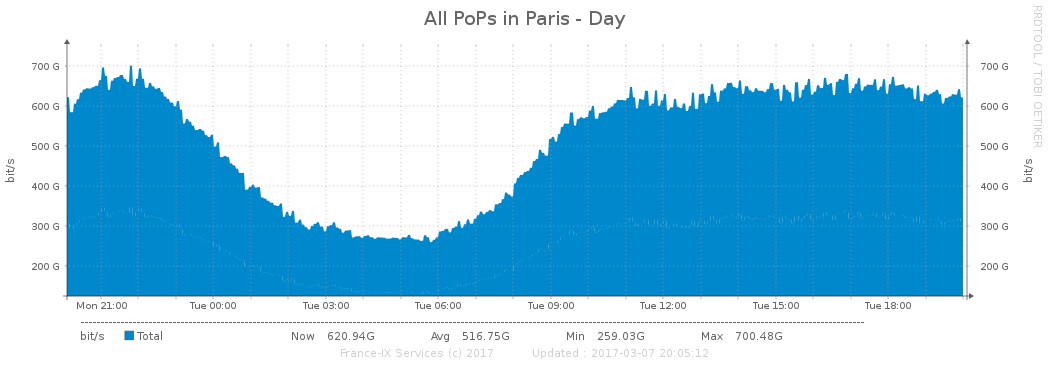 All PoPs in Paris - Day
RRDTOOL / TOBI OETIKER
bit/s
700 G
600 G
500 G
400 G
300 G
200 G
700 G
600 G
500 G
400 G
300 G
200 G
bit/s
Mon 21:00 Tue 00:00 Tue 03:00 Tue 06:00 Tue 09:00 Tue 12:00 Tue 15:00 Tue 18:00
bit/s Total Now 620.94G Avg 516.75G Min 259.03G Max 700.48G
France-IX Services (c) 2017 Updated : 2017-03-07 20:05:12